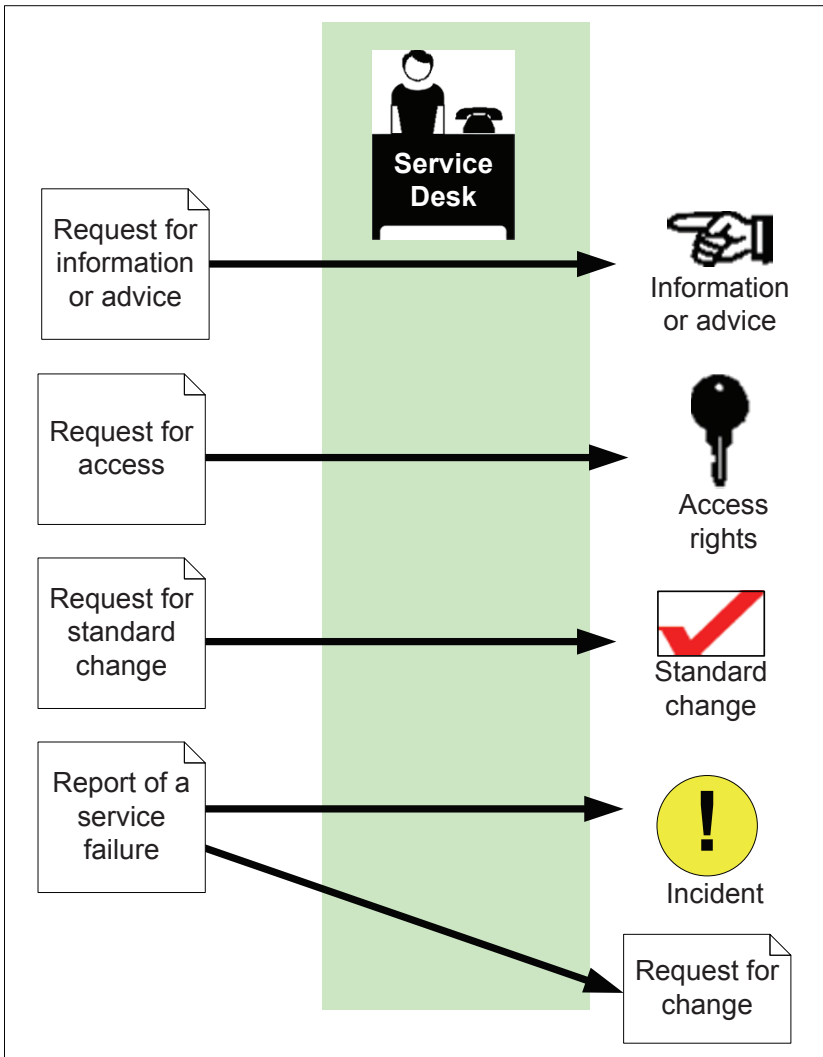 Service
Desk
Request for
information
or advice
Information
or advice
Request for
access
Access
rights
Request for
standard
change
Standard
change
Report of a
service
failure
!
Incident
Request for
change